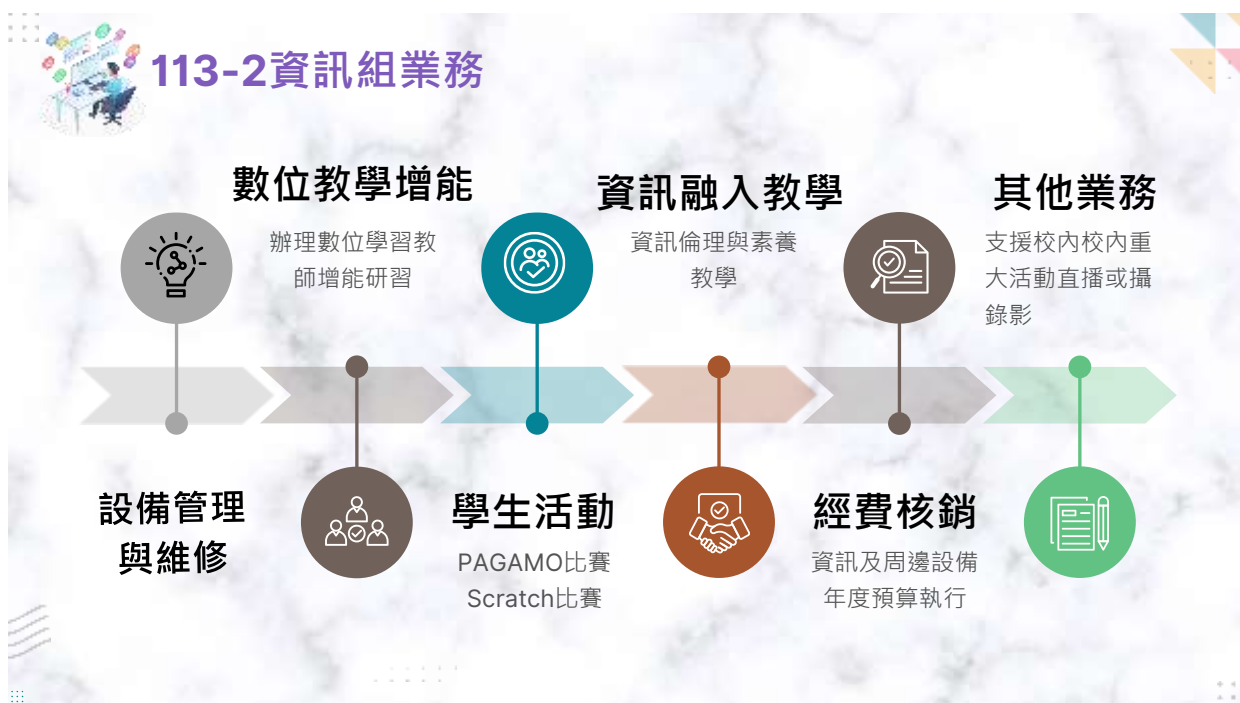 113-2資訊組業務
數位教學增能
辦理數位學習教
師增能研習
資訊融入教學
資訊倫理與素養
教學
其他業務
支援校內校內重
大活動直播或攝
錄影
設備管理
與維修
學生活動
PAGAMO比賽
Scratch比賽
經費核銷
資訊及周邊設備
年度預算執行